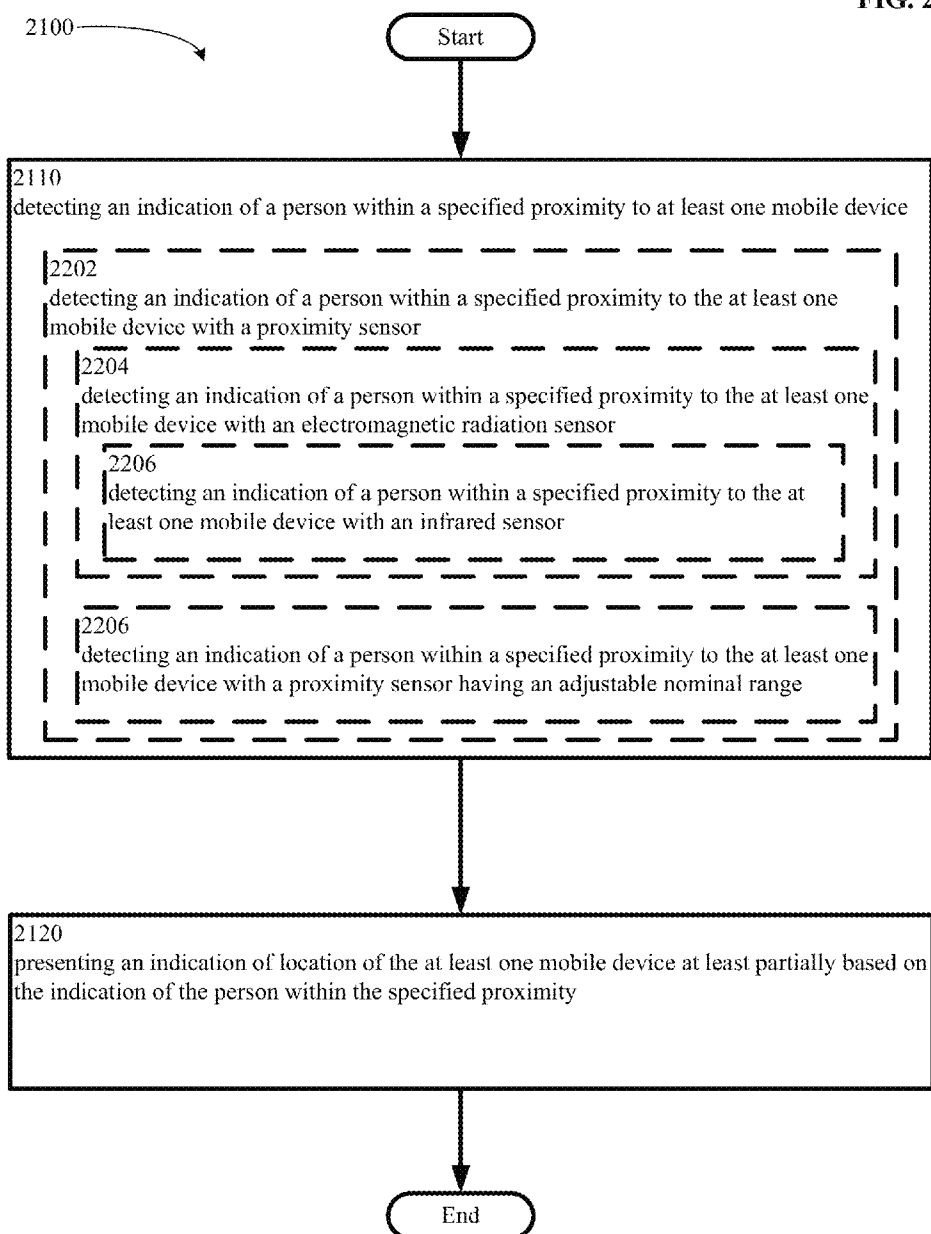 FIG. 2
2100
Start
2110
detecting an indication of a person within a specified proximity to at least one mobile device
2202
detecting an indication of a person within a specified proximity to the at least one
mobile device with a proximity sensor
2204
detecting an indication of a person within a specified proximity to the at least one
mobile device with an electromagnetic radiation sensor
2206
detecting an indication of a person within a specified proximity to the at
least one mobile device with an infrared sensor
2206
detecting an indication of a person within a specified proximity to the at least one
mobile device with a proximity sensor having an adjustable nominal range
2120
presenting an indication of location of the at least one mobile device at least partially based on
the indication of the person within the specified proximity
End